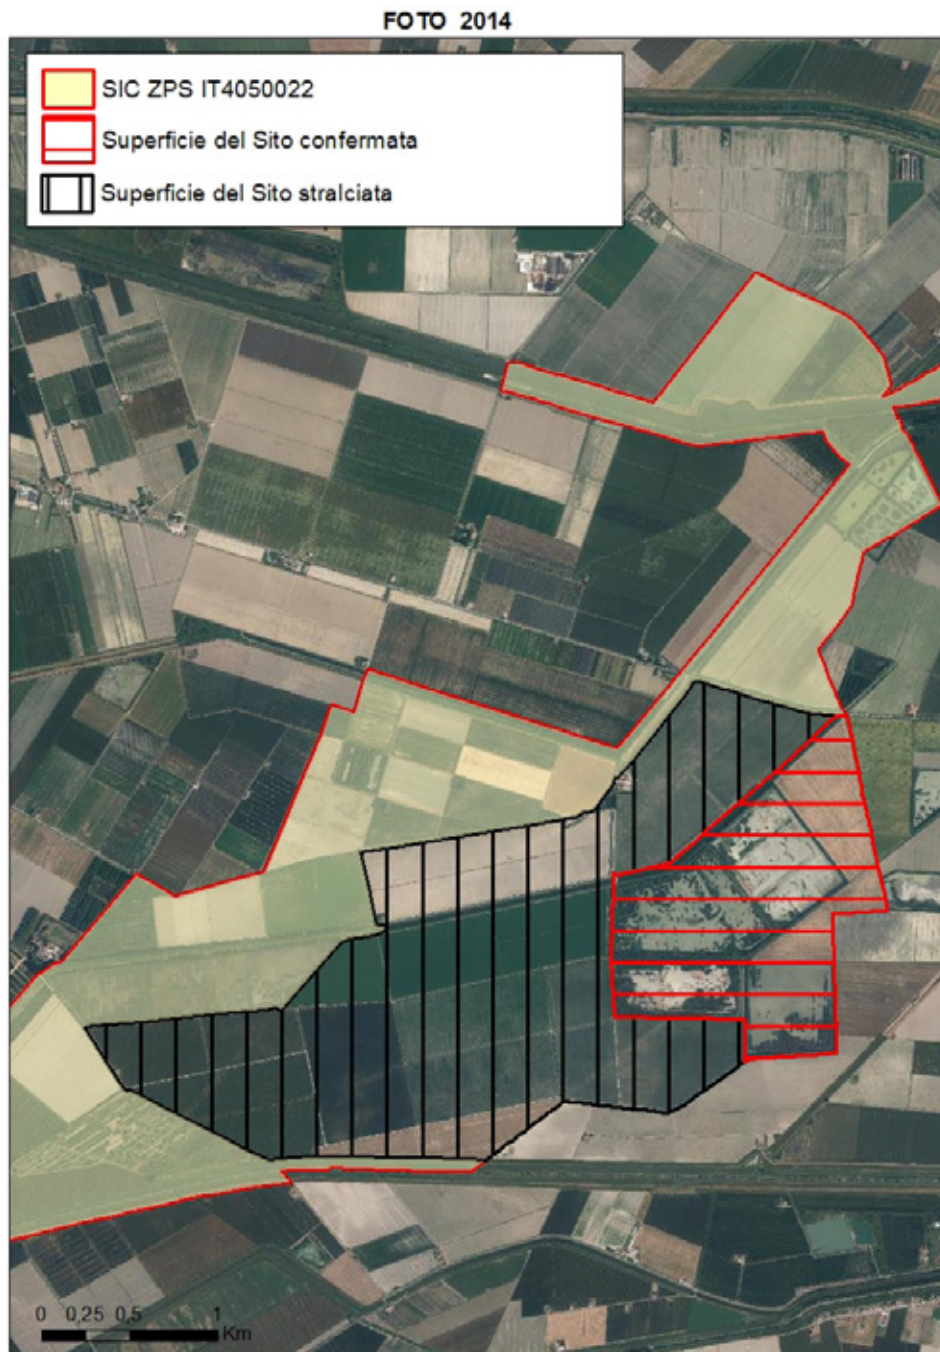 FOTO 2014
SIC ZPS IT4050022
Superficie del Sito confermata
Superficie del Sito stralciata
0 0,25 0,5 1
Km